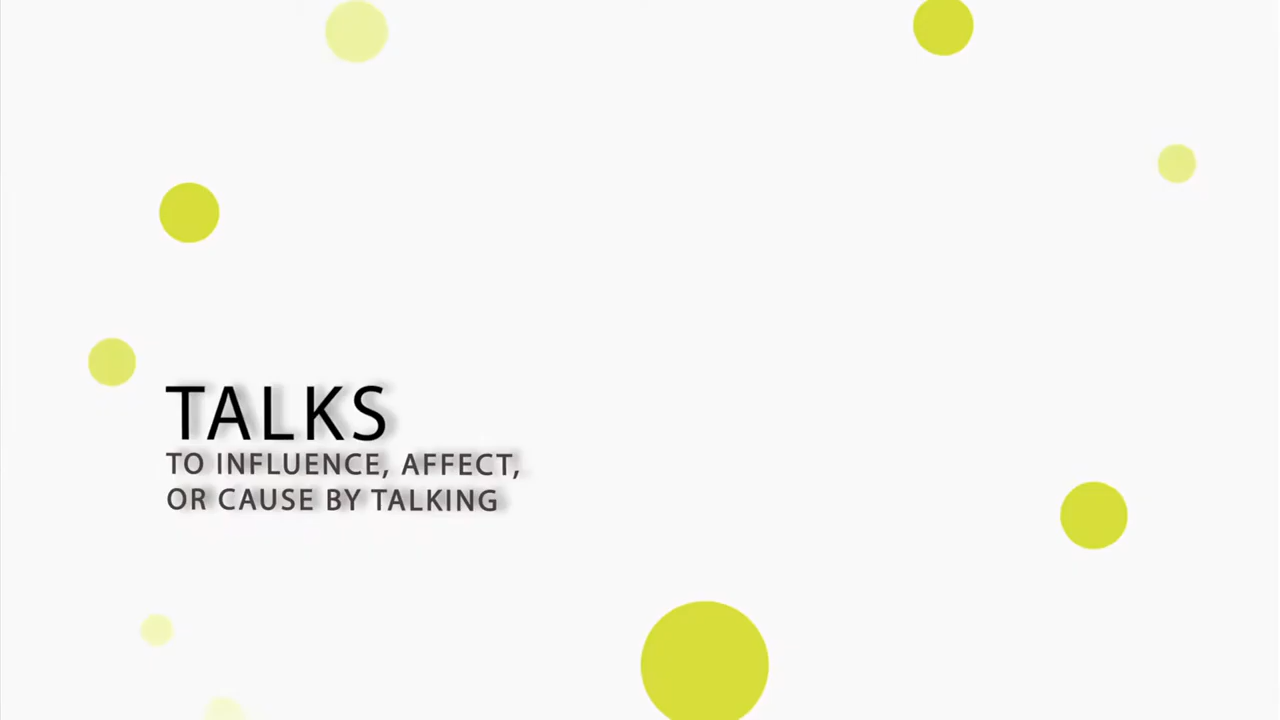 TALKS
TO INFLUENCE, AFFECT,
OR CAUSE BY TALKING